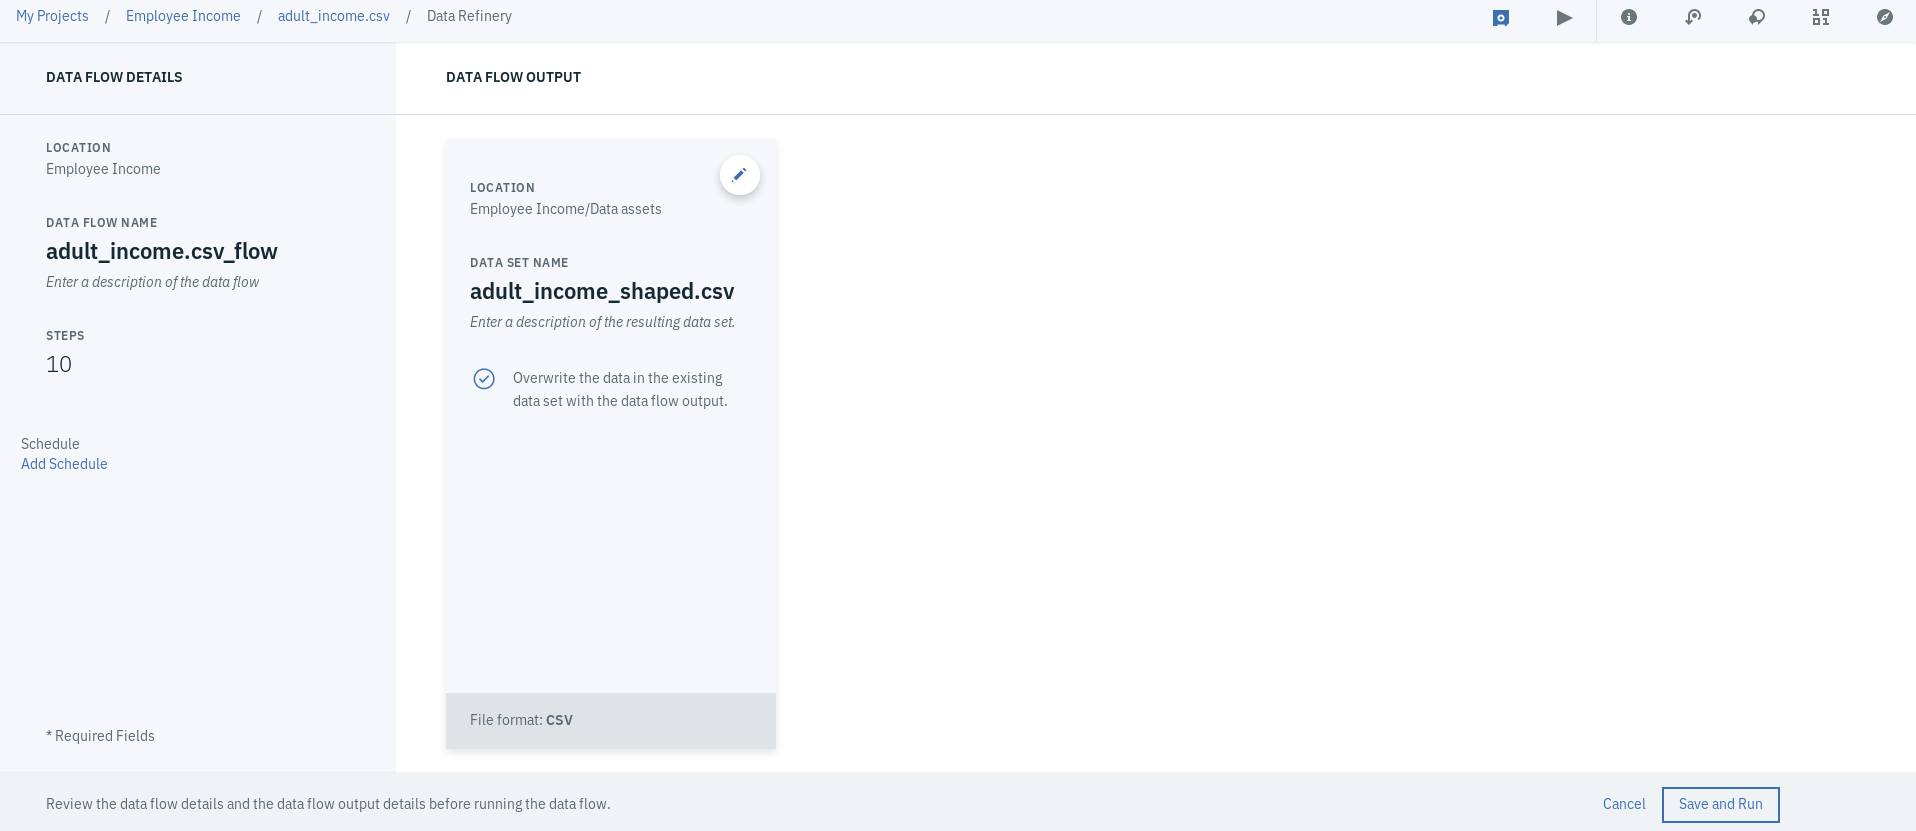 My Projects / Employee Income / adult_income.csv / Data Refinery
DATA FLOW DETAILS
LOCATION
Employee Income
DATA FLOW NAME
adult_income.csv_flow
Enter a description of the data flow
STEPS
10
Schedule
Add Schedule
* Required Fields
DATA FLOW OUTPUT
LOCATION
Employee Income/Data assets
DATA SET NAME
adult_income_shaped.csv
Enter a description of the resulting data set.
Overwrite the data in the existing
data set with the data flow output.
File format: CSV
Review the data flow details and the data flow output details before running the data flow.
Cancel
Save and Run